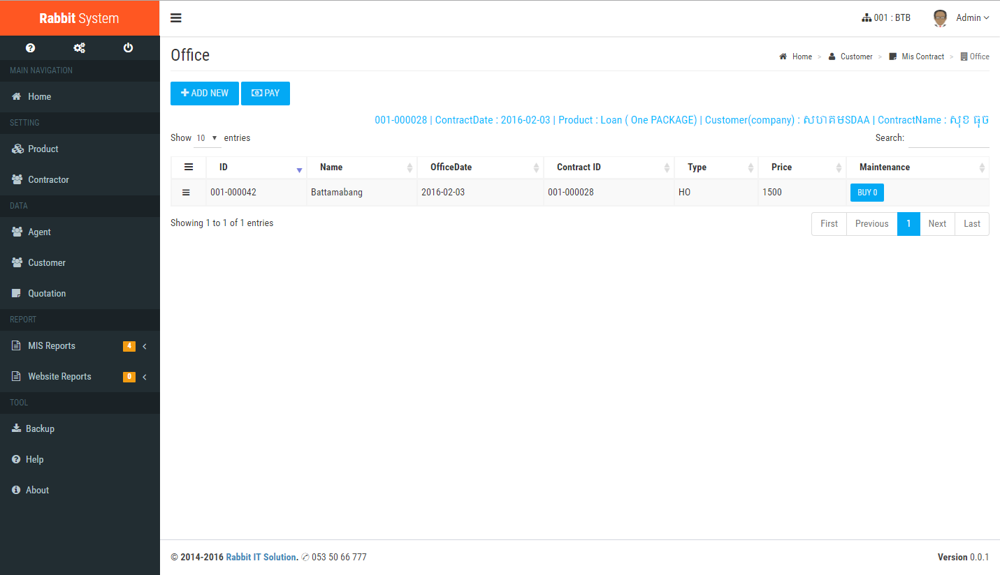 Rabbit System
001 : BTB Admin
MAIN NAVIGATION
Home
SETTING
Product
Contractor
DATA
Agent
Customer
Quotation
REPORT
MIS Reports 4
Website Reports 0
TOOL
Backup
Help
About
Office
Home > Customer > Mis Contract > Office
ADD NEW PAY
001-000028 | ContractDate : 2016-02-03 | Product : Loan ( One PACKAGE) | Customer(company) : សហគមSDAA | ContractName : សុខ ធុច
Show 10 entries Search:
ID Name OfficeDate Contract ID Type Price Maintenance
001-000042 Battamabang 2016-02-03 001-000028 HO 1500 BUY 0
Showing 1 to 1 of 1 entries First Previous 1 Next Last
© 2014-2016 Rabbit IT Solution. ✆ 053 50 66 777 Version 0.0.1